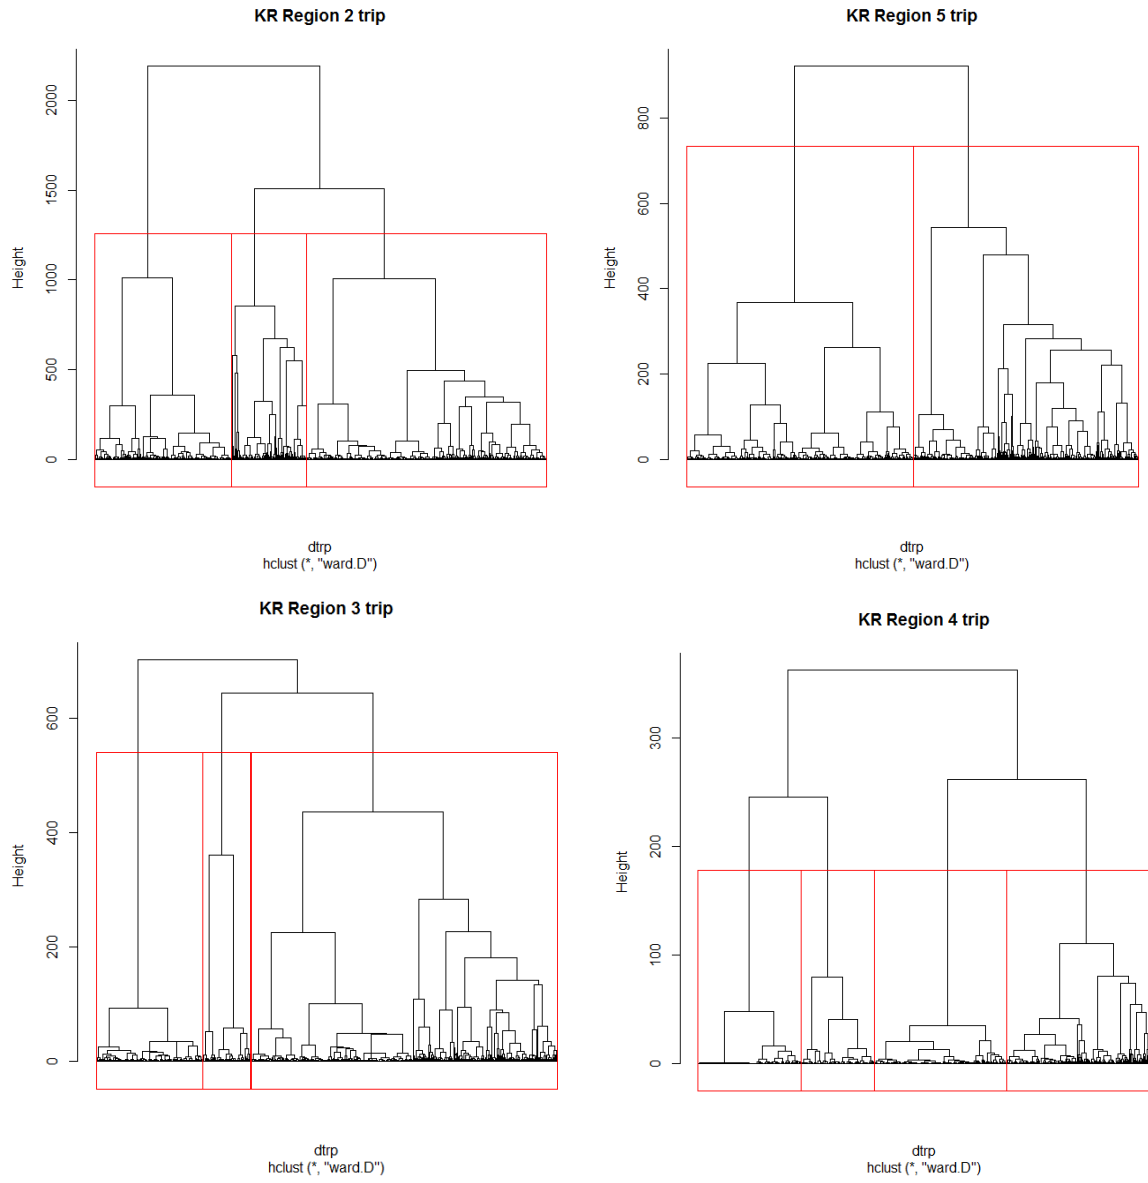 KR Region 2 trip
Height
2000
1500
1000
500
0
dtrp
hclust (*, "ward.D")
KR Region 5 trip
Height
800
600
400
200
0
dtrp
hclust (*, "ward.D")
KR Region 3 trip
Height
600
400
200
0
dtrp
hclust (*, "ward.D")
KR Region 4 trip
Height
300
200
100
0
dtrp
hclust (*, "ward.D")